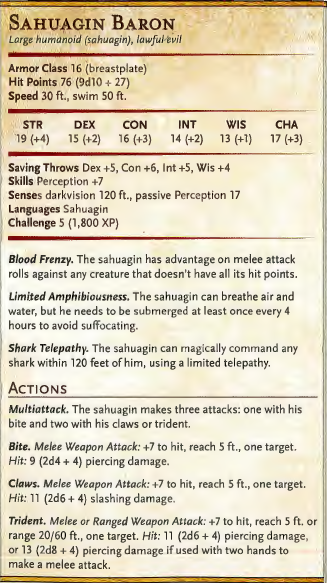 SAHUAGIN BARON
Large humanoid (sahuagin), lawful evil
Armor Class 16 (breastplate)
Hit Points 76 (9d10 + 27)
Speed 30 ft., swim 50 ft.
STR DEX CON INT WIS CHA
19 (+4) 15 (+2) 16 (+3) 14 (+2) 13 (+1) 17 (+3)
Saving Throws Dex +5, Con +6, Int +5, Wis +4
Skills Perception +7
Senses darkvision 120 ft., passive Perception 17
Languages Sahuagin
Challenge 5 (1,800 XP)
Blood Frenzy. The sahuagin has advantage on melee attack
rolls against any creature that doesn't have all its hit points.
Limited Amphibiousness. The sahuagin can breathe air and
water, but he needs to be submerged at least once every 4
hours to avoid suffocating.
Shark Telepathy. The sahuagin can magically command any
shark within 120 feet of him, using a limited telepathy.
ACTIONS
Multiattack. The sahuagin makes three attacks: one with his
bite and two with his claws or trident.
Bite. Melee Weapon Attack: +7 to hit, reach 5 ft., one target.
Hit: 9 (2d4 + 4) piercing damage.
Claws. Melee Weapon Attack: +7 to hit, reach 5 ft., one target.
Hit: 11 (2d6 + 4) slashing damage.
Trident. Melee or Ranged Weapon Attack: +7 to hit, reach 5 ft. or
range 20/60 ft., one target. Hit: 11 (2d6 + 4) piercing damage,
or 13 (2d8 + 4) piercing damage if used with two hands to
make a melee attack.